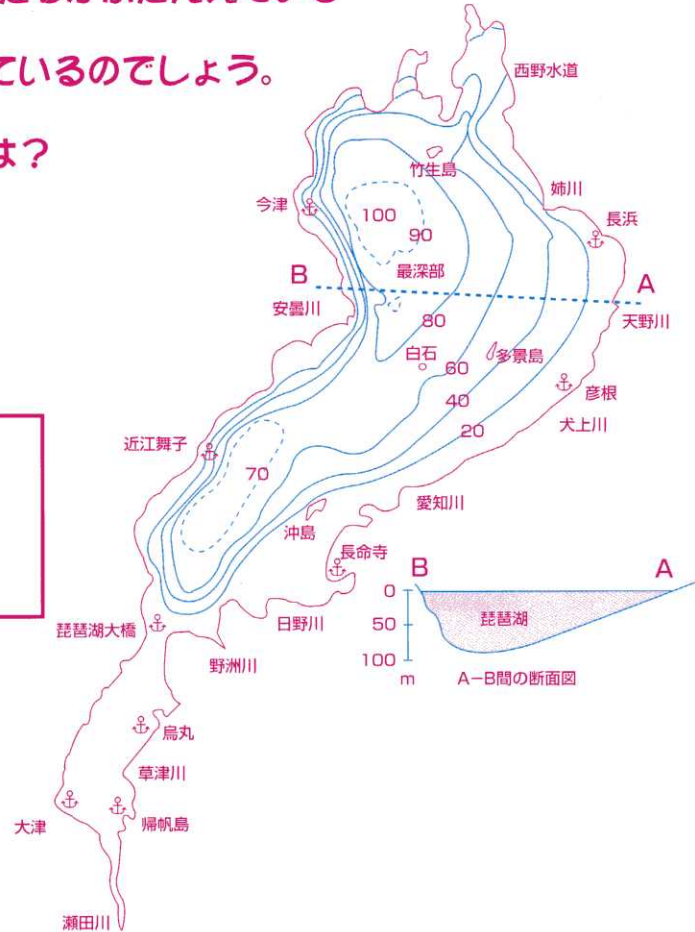 ているのでしょう。
は？
西野水道
竹生島
姉川
今津
長浜
100
90
最深部
B
A
安曇川
天野川
80
白石
多景島
60
彦根
40
犬上川
20
近江舞子
70
愛知川
沖島
長命寺
琵琶湖大橋
日野川
野洲川
B
A
0
琵琶湖
50
100
m
A−B間の断面図
烏丸
草津川
大津
帰帆島
瀬田川